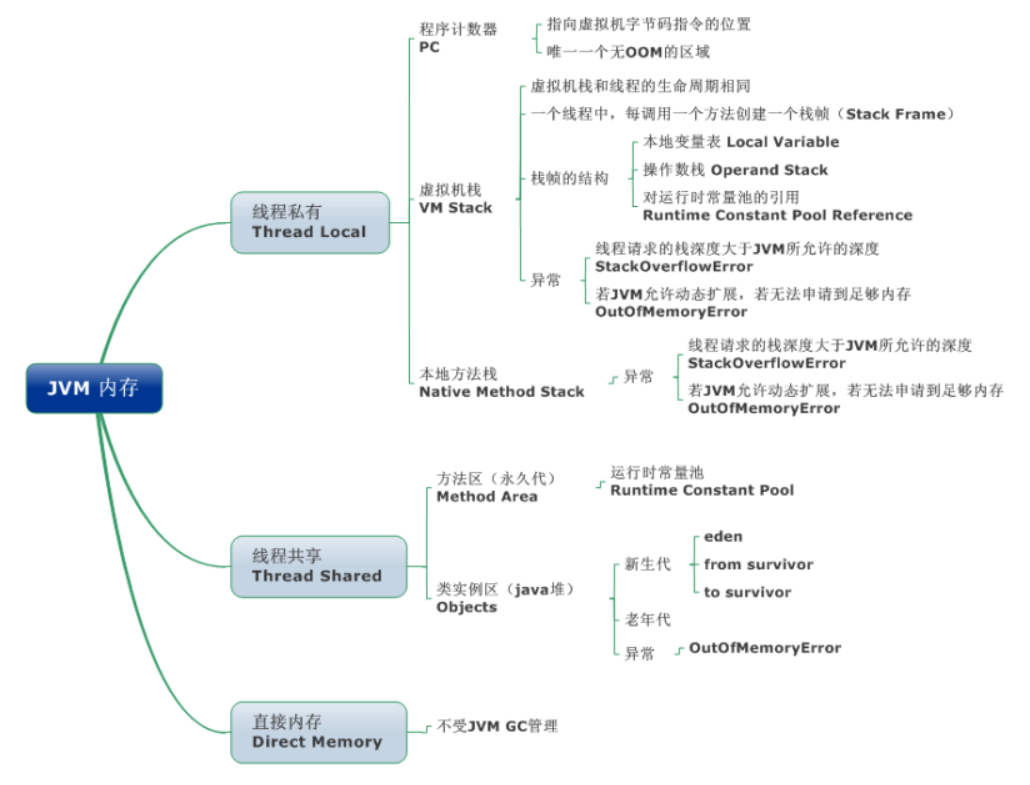 JVM 内存
线程私有
Thread Local
程序计数器
PC
指向虚拟机字节码指令的位置
唯一一个无OOM的区域
虚拟机栈
VM Stack
虚拟机栈和线程的生命周期相同
一个线程中，每调用一个方法创建一个栈帧（Stack Frame）
栈帧的结构
本地变量表 Local Variable
操作数栈 Operand Stack
对运行时常量池的引用
Runtime Constant Pool Reference
异常
线程请求的栈深度大于JVM所允许的深度
StackOverflowError
若JVM允许动态扩展，若无法申请到足够内存
OutOfMemoryError
本地方法栈
Native Method Stack
异常
线程请求的栈深度大于JVM所允许的深度
StackOverflowError
若JVM允许动态扩展，若无法申请到足够内存
OutOfMemoryError
线程共享
Thread Shared
方法区（永久代）
Method Area
运行时常量池
Runtime Constant Pool
类实例区（java堆）
Objects
新生代
eden
from survivor
to survivor
老年代
异常
OutOfMemoryError
直接内存
Direct Memory
不受JVM GC管理